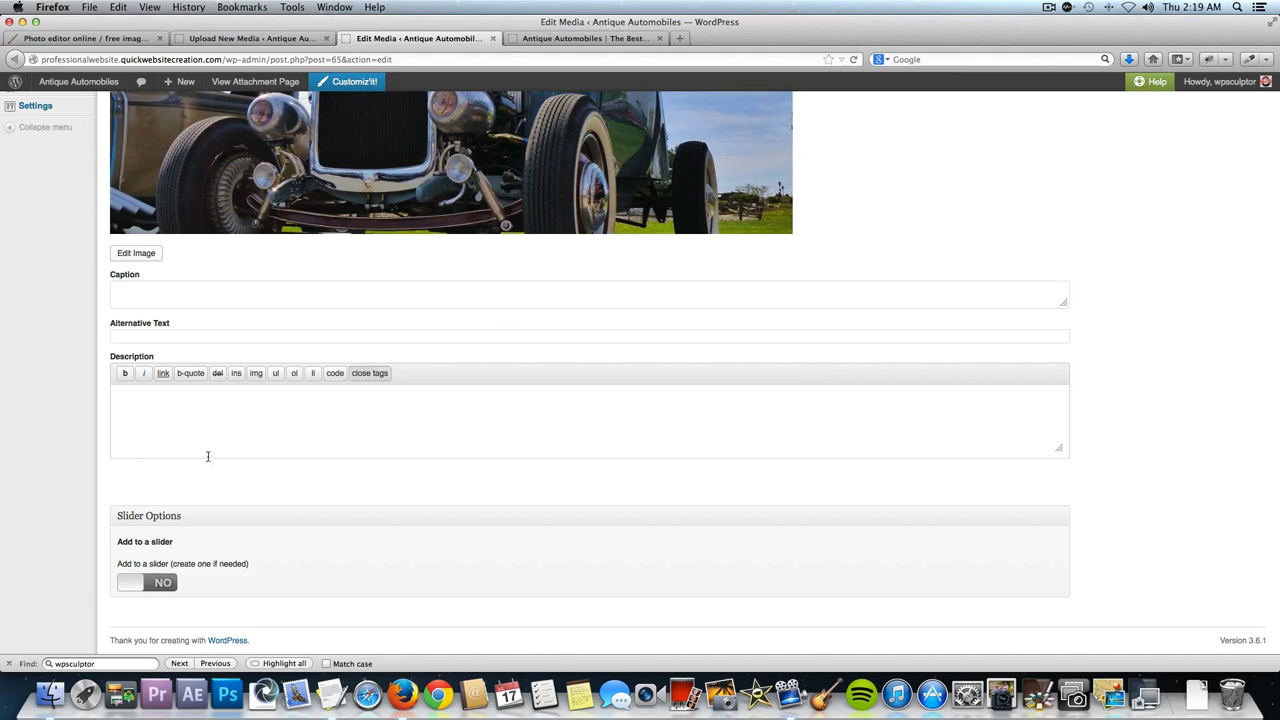 Firefox File Edit View History Bookmarks Tools Window Help Thu 2:19 AM
Edit Media ‹ Antique Automobiles — WordPress
Photo editor online / free imag... × Upload New Media ‹ Antique Au... × Edit Media ‹ Antique Automobil... × Antique Automobiles | The Best... × +
professionalwebsite.quickwebsitecreation.com/wp-admin/post.php?post=65&action=edit Google
Antique Automobiles + New View Attachment Page Customiz'it! Help Howdy, wpsculptor
Settings
Collapse menu
Edit Image
Caption
Alternative Text
Description
b i link b-quote del ins img ul ol li code close tags
Slider Options
Add to a slider
Add to a slider (create one if needed)
NO
Thank you for creating with WordPress. Version 3.6.1
× Find: wpsculptor Next Previous Highlight all Match case
Pr Ae Ps 17